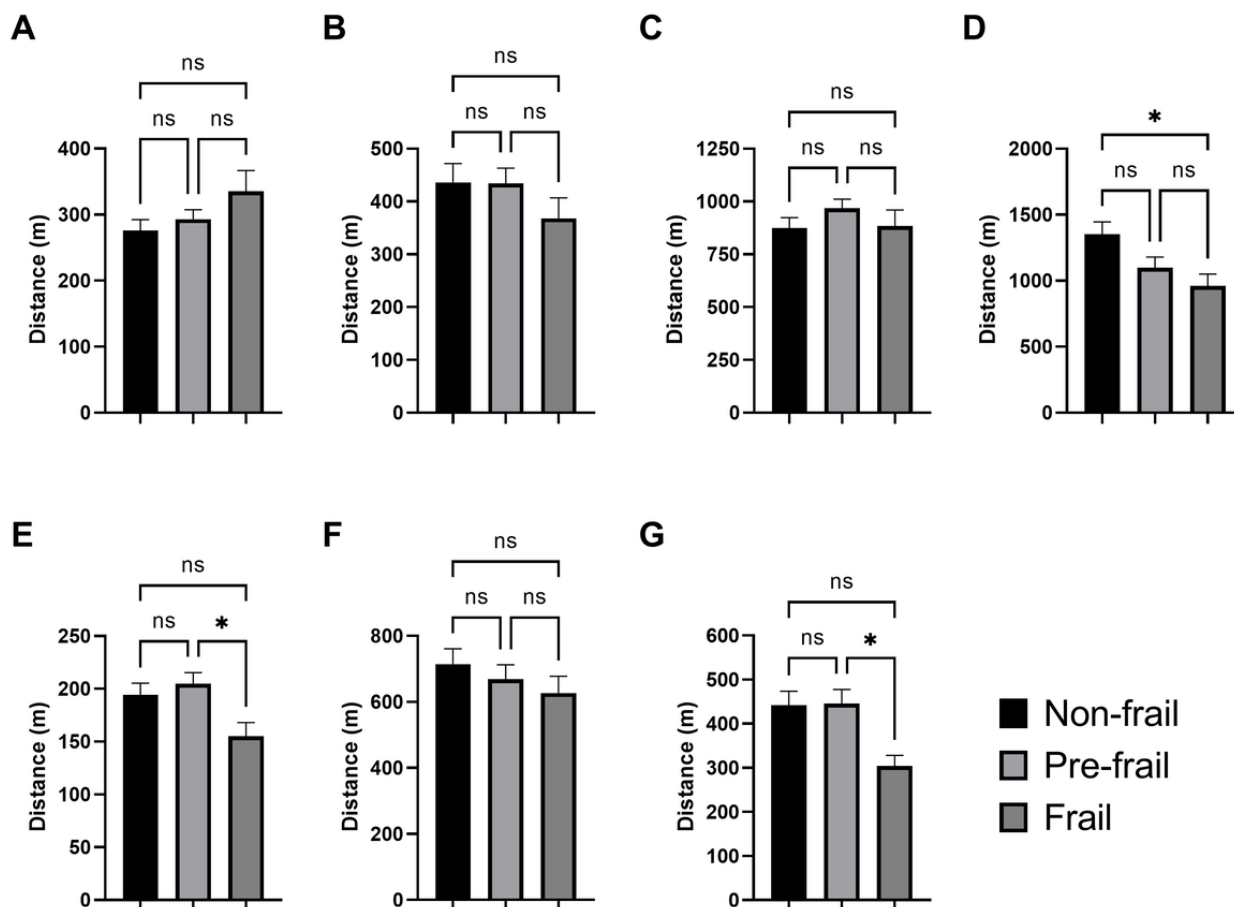 A
B
C
D
ns
ns
ns
ns
ns
ns
ns
ns
ns
*
ns
ns
400
300
200
100
0
Distance (m)
500
400
300
200
100
0
Distance (m)
1250
1000
750
500
250
0
Distance (m)
2000
1500
1000
500
0
Distance (m)
E
F
G
ns
ns
*
ns
ns
ns
ns
ns
*
250
200
150
100
50
0
Distance (m)
800
600
400
200
0
Distance (m)
600
500
400
300
200
100
0
Distance (m)
Non-frail
Pre-frail
Frail